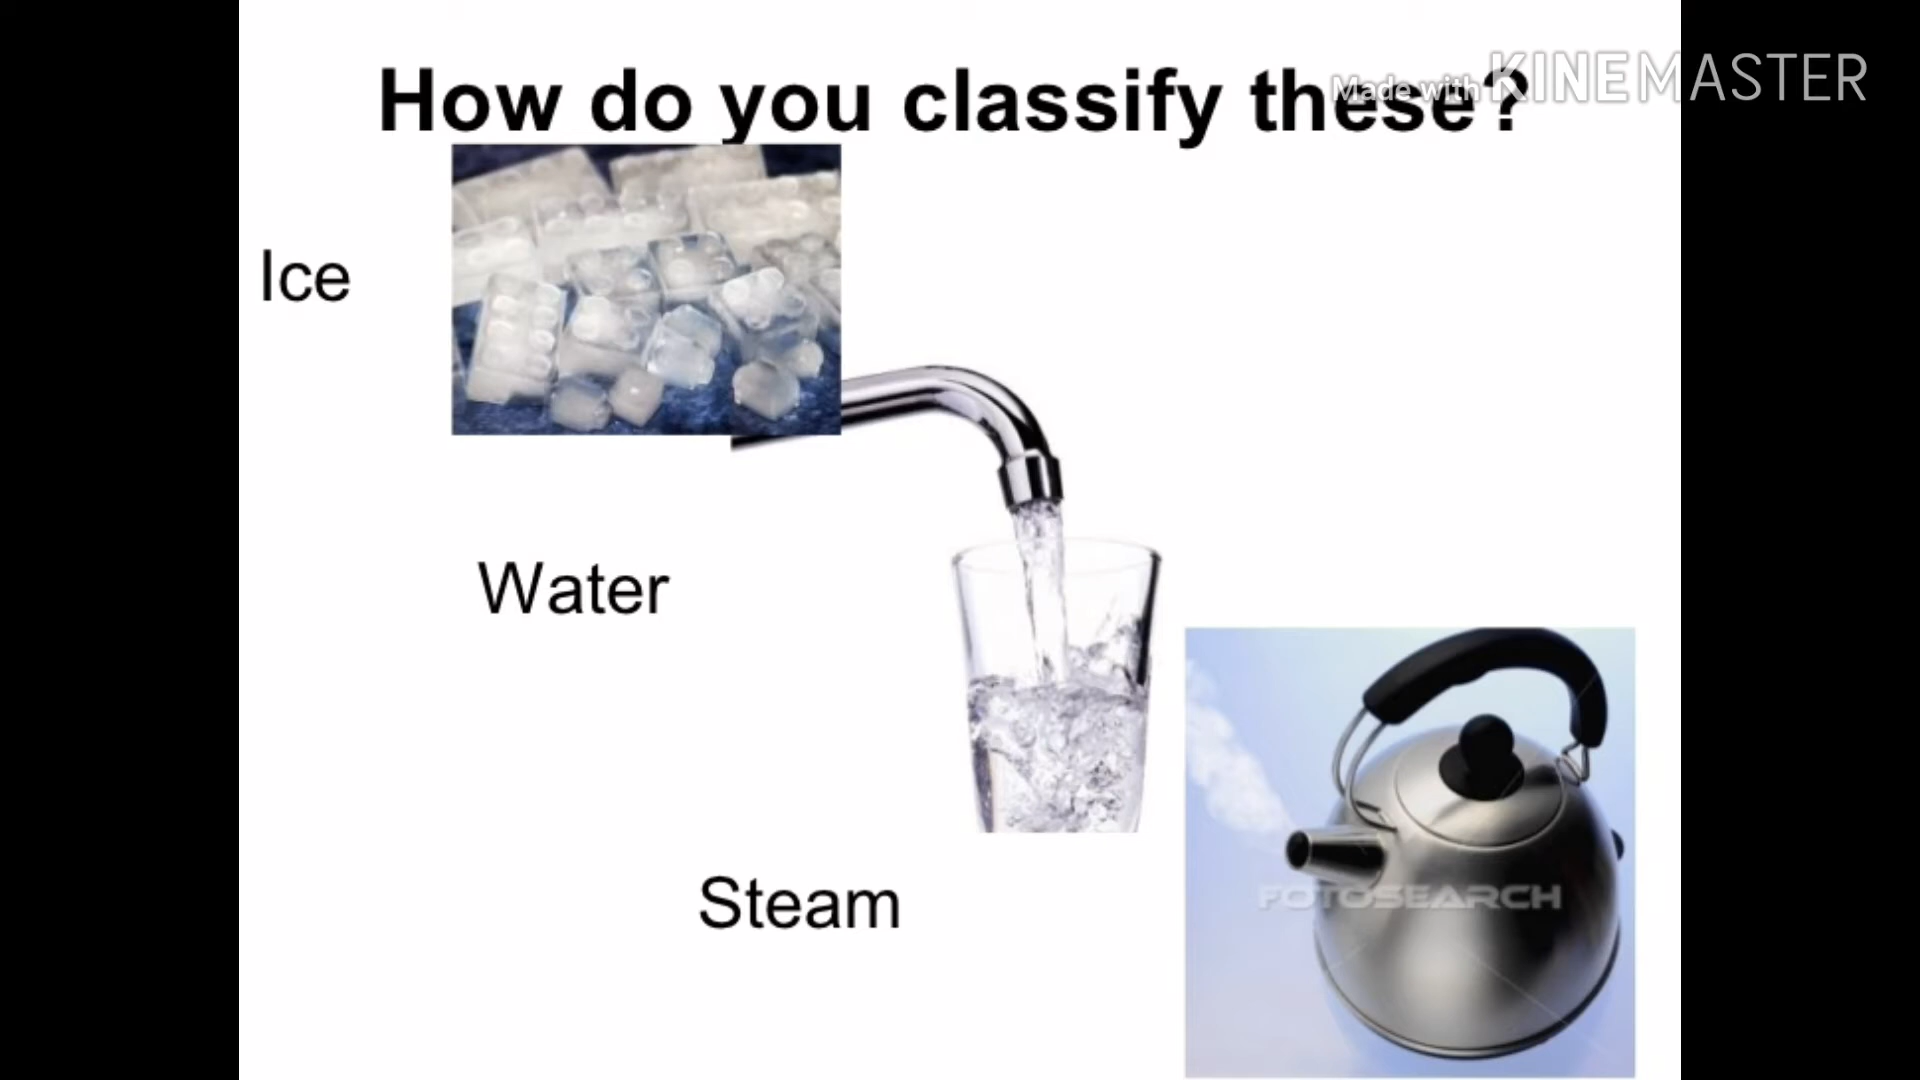 How do you classify these?
Made with KINEMASTER
Ice
Water
Steam
FOTOSEARCH